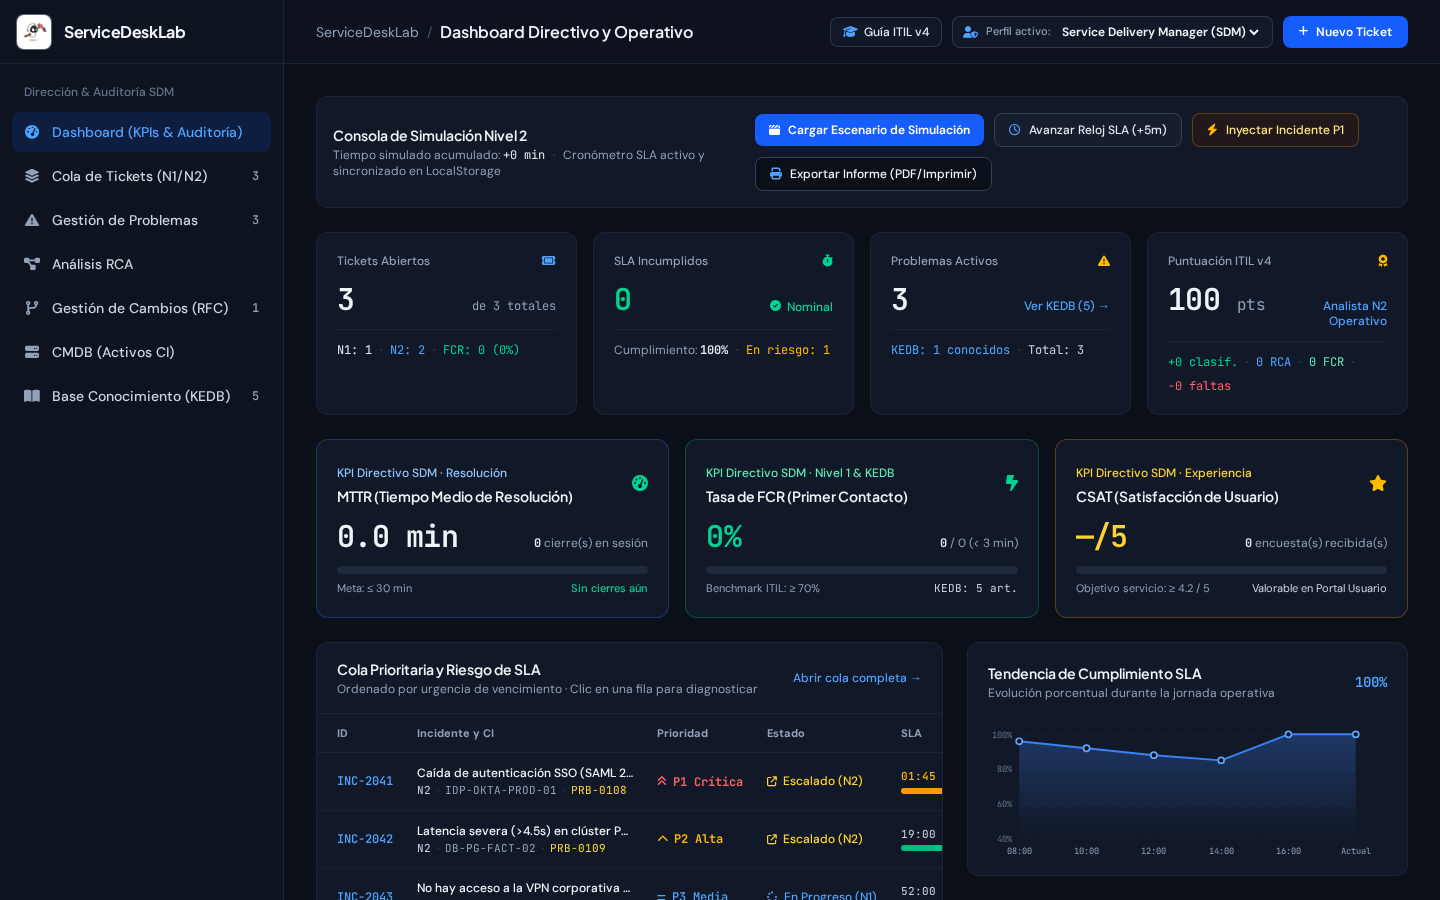 ServiceDeskLab
ServiceDeskLab / Dashboard Directivo y Operativo
Guía ITIL v4
Perfil activo: Service Delivery Manager (SDM)
+ Nuevo Ticket
Dirección & Auditoría SDM
Dashboard (KPIs & Auditoría)
Cola de Tickets (N1/N2) 3
Gestión de Problemas 3
Análisis RCA
Gestión de Cambios (RFC) 1
CMDB (Activos CI)
Base Conocimiento (KEDB) 5
Consola de Simulación Nivel 2
Tiempo simulado acumulado: +0 min · Cronómetro SLA activo y
sincronizado en LocalStorage
Cargar Escenario de Simulación
Avanzar Reloj SLA (+5m)
Inyectar Incidente P1
Exportar Informe (PDF/Imprimir)
Tickets Abiertos
3 de 3 totales
N1: 1 · N2: 2 · FCR: 0 (0%)
SLA Incumplidos
0 Nominal
Cumplimiento: 100% · En riesgo: 1
Problemas Activos
3 Ver KEDB (5) →
KEDB: 1 conocidos · Total: 3
Puntuación ITIL v4
100 pts Analista N2
Operativo
+0 clasif. · 0 RCA · 0 FCR ·
-0 faltas
KPI Directivo SDM · Resolución
MTTR (Tiempo Medio de Resolución)
0.0 min 0 cierre(s) en sesión
Meta: ≤ 30 min Sin cierres aún
KPI Directivo SDM · Nivel 1 & KEDB
Tasa de FCR (Primer Contacto)
0% 0 / 0 (< 3 min)
Benchmark ITIL: ≥ 70% KEDB: 5 art.
KPI Directivo SDM · Experiencia
CSAT (Satisfacción de Usuario)
—/5 0 encuesta(s) recibida(s)
Objetivo servicio: ≥ 4.2 / 5 Valorable en Portal Usuario
Cola Prioritaria y Riesgo de SLA
Ordenado por urgencia de vencimiento · Clic en una fila para diagnosticar
Abrir cola completa →
ID Incidente y CI Prioridad Estado SLA
INC-2041 Caída de autenticación SSO (SAML 2… P1 Crítica Escalado (N2) 01:45
N2 · IDP-OKTA-PROD-01 · PRB-0108
INC-2042 Latencia severa (>4.5s) en clúster P… P2 Alta Escalado (N2) 19:00
N2 · DB-PG-FACT-02 · PRB-0109
INC-2043 No hay acceso a la VPN corporativa … P3 Media En Progreso (N1) 52:00
Tendencia de Cumplimiento SLA
Evolución porcentual durante la jornada operativa
100%
100%
80%
60%
40%
08:00 10:00 12:00 14:00 16:00 Actual